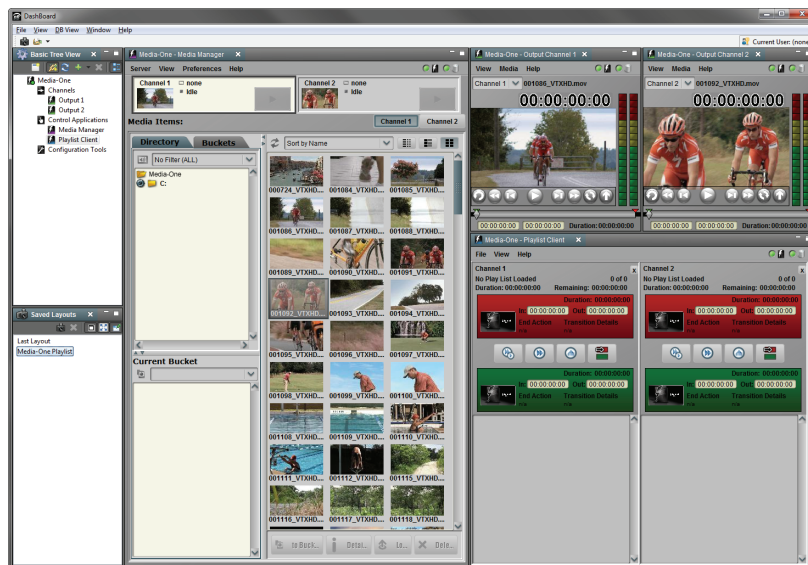 DashBoard
File View DB View Window Help
Current User: (none
Basic Tree View
Media-One
Channels
Output 1
Output 2
Control Applications
Media Manager
Playlist Client
Configuration Tools
Saved Layouts
Last Layout
Media-One Playlist
Media-One - Media Manager
Server View Preferences Help
Channel 1 none
Idle
Channel 2 none
Idle
Media Items: Channel 1 Channel 2
Directory Buckets
No Filter (ALL)
Media-One
C:
Current Bucket
Sort by Name
000724_VTXHD... 001084_VTXHD... 001085_VTXHD...
001086_VTXHD... 001087_VTXHD... 001088_VTXHD...
001089_VTXHD... 001090_VTXHD... 001091_VTXHD...
001092_VTXHD... 001093_VTXHD... 001094_VTXHD...
001095_VTXHD... 001096_VTXHD... 001097_VTXHD...
001098_VTXHD... 001099_VTXHD... 001100_VTXHD...
001108_VTXHD... 001109_VTXHD... 001110_VTXHD...
001111_VTXHD... 001112_VTXHD... 001115_VTXHD...
001116_VTXHD... 001117_VTXHD... 001118_VTXHD...
to Buck... Detai... Lo... Dele...
Media-One - Output Channel 1
View Media Help
Channel 1 001086_VTXHD.mov
00:00:00:00
00:00:00:00 00:00:00:00 Duration:00:00:00:00
Media-One - Output Channel 2
View Media Help
Channel 2 001092_VTXHD.mov
00:00:00:00
00:00:00:00 00:00:00:00 Duration:00:00:00:00
Media-One - Playlist Client
File View Help
Channel 1 x
No Play List Loaded 0 of 0
Duration: 00:00:00:00 Remaining: 00:00:00:00
Duration: 00:00:00:00
In: 00:00:00:00 Out: 00:00:00:00
End Action Transition Details
n/a n/a
Duration: 00:00:00:00
In: 00:00:00:00 Out: 00:00:00:00
End Action Transition Details
n/a n/a
Channel 2 x
No Play List Loaded 0 of 0
Duration: 00:00:00:00 Remaining: 00:00:00:00
Duration: 00:00:00:00
In: 00:00:00:00 Out: 00:00:00:00
End Action Transition Details
n/a n/a
Duration: 00:00:00:00
In: 00:00:00:00 Out: 00:00:00:00
End Action Transition Details
n/a n/a